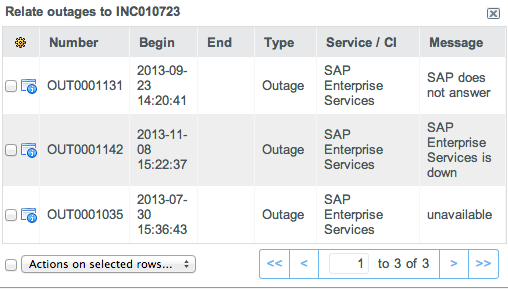 Relate outages to INC010723
Number Begin End Type Service / CI Message
OUT0001131 2013-09-23 14:20:41 Outage SAP Enterprise Services SAP does not answer
OUT0001142 2013-11-08 15:22:37 Outage SAP Enterprise Services SAP Enterprise Services is down
OUT0001035 2013-07-30 15:36:43 Outage SAP Enterprise Services unavailable
Actions on selected rows... << < 1 to 3 of 3 > >>